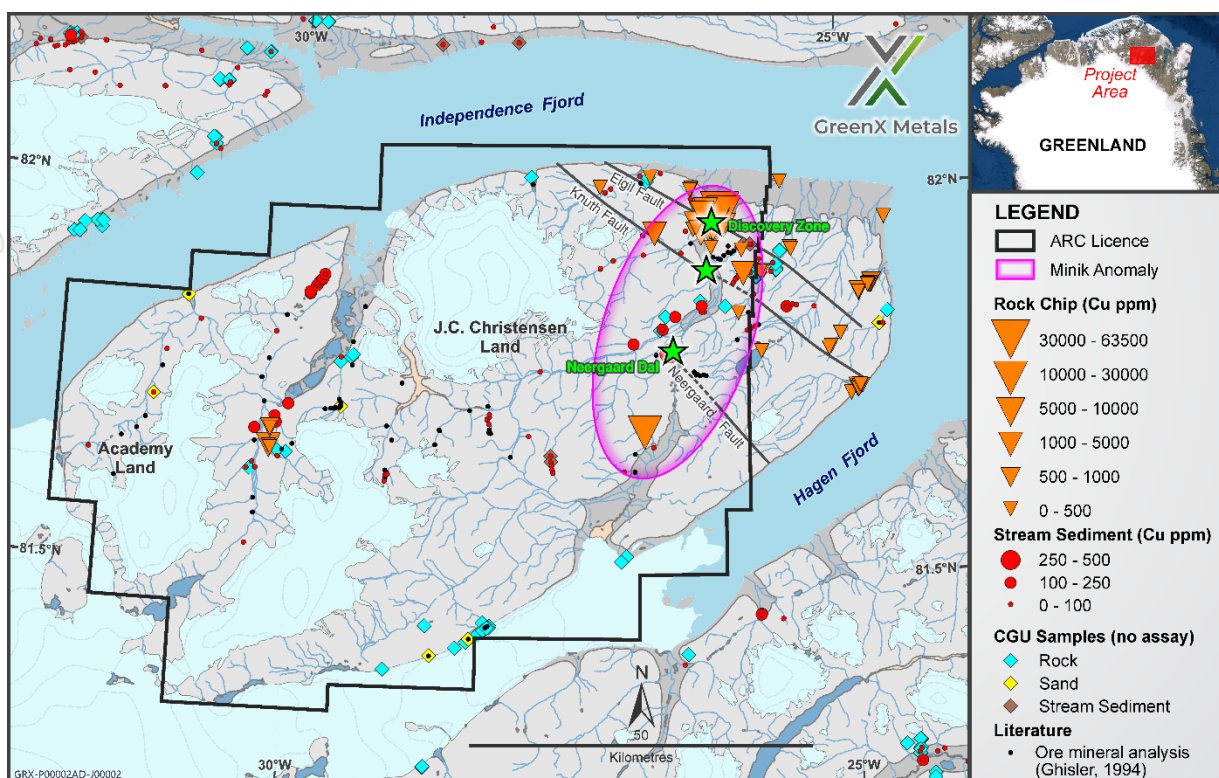 30°W
25°W
Independence Fjord
GreenX Metals
82°N
82°N
Eigil Fault
Knuth Fault
Discovery Zone
J.C. Christensen
Land
Neergaard Dal
Neergaard Fault
Academy
Land
Hagen Fjord
81.5°N
81.5°N
N
50
Kilometres
30°W
25°W
GRX-P00002AD-J00002
Project
Area
GREENLAND
LEGEND
ARC Licence
Minik Anomaly
Rock Chip (Cu ppm)
30000 - 63500
10000 - 30000
5000 - 10000
1000 - 5000
500 - 1000
0 - 500
Stream Sediment (Cu ppm)
250 - 500
100 - 250
0 - 100
CGU Samples (no assay)
Rock
Sand
Stream Sediment
Literature
Ore mineral analysis
(Ghisler, 1994)